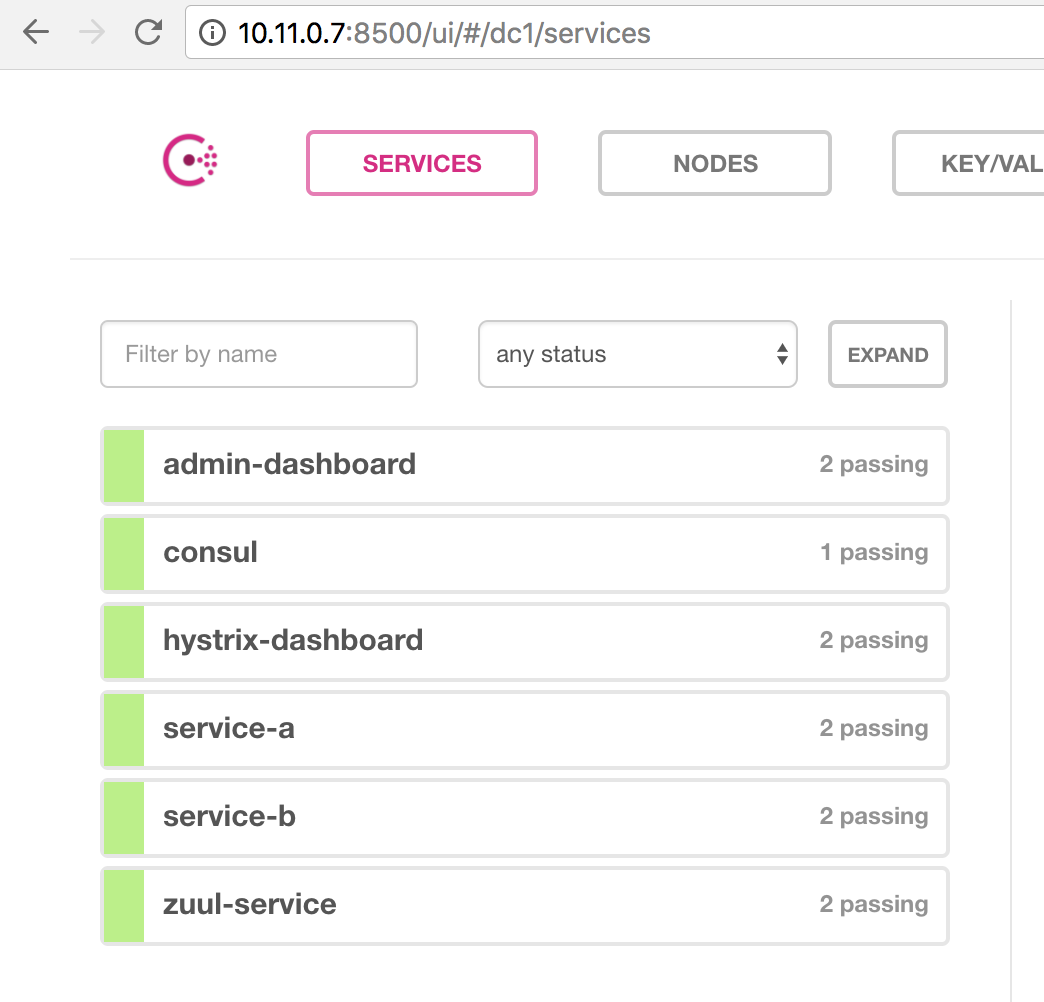 10.11.0.7:8500/ui/#/dc1/services
SERVICES NODES KEY/VAL
Filter by name any status EXPAND
admin-dashboard 2 passing
consul 1 passing
hystrix-dashboard 2 passing
service-a 2 passing
service-b 2 passing
zuul-service 2 passing